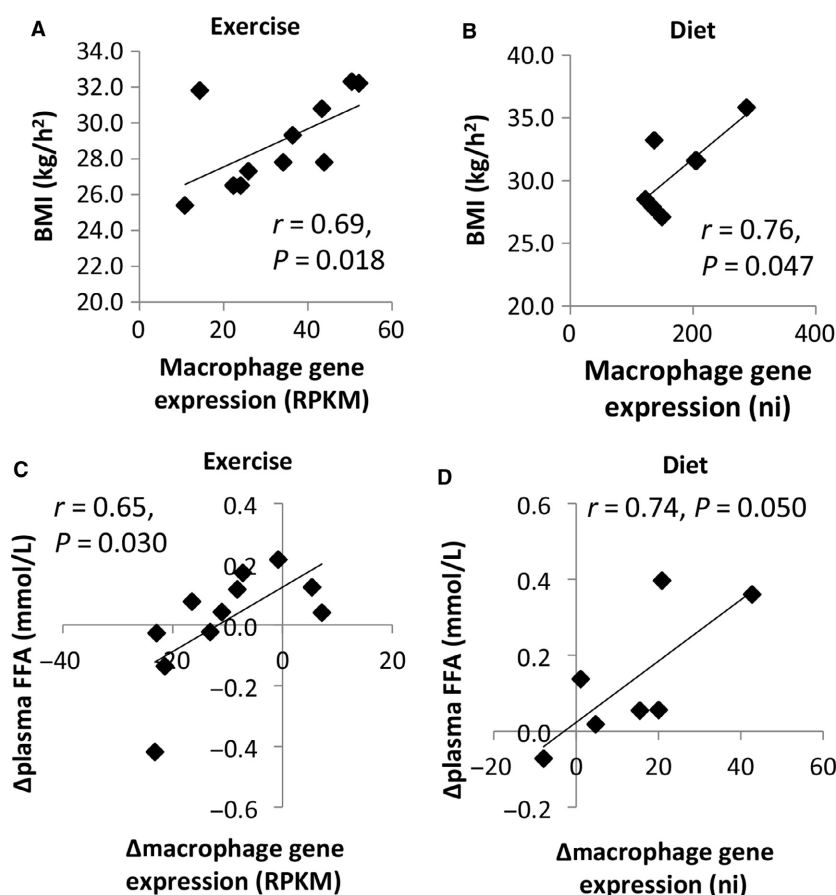 A
Exercise
34.0
32.0
30.0
28.0
26.0
24.0
22.0
20.0
BMI (kg/h²)
r = 0.69,
P = 0.018
0 20 40 60
Macrophage gene
expression (RPKM)
B
Diet
40.0
35.0
30.0
25.0
20.0
BMI (kg/h²)
r = 0.76,
P = 0.047
0 200 400
Macrophage gene
expression (ni)
C
Exercise
r = 0.65,
P = 0.030
0.4
0.2
0.0
−0.2
−0.4
−0.6
Δplasma FFA (mmol/L)
−40 −20 0 20
Δmacrophage gene
expression (RPKM)
D
Diet
r = 0.74, P = 0.050
0.6
0.4
0.2
0.0
−0.2
Δplasma FFA (mmol/L)
−20 0 20 40 60
Δmacrophage gene
expression (ni)